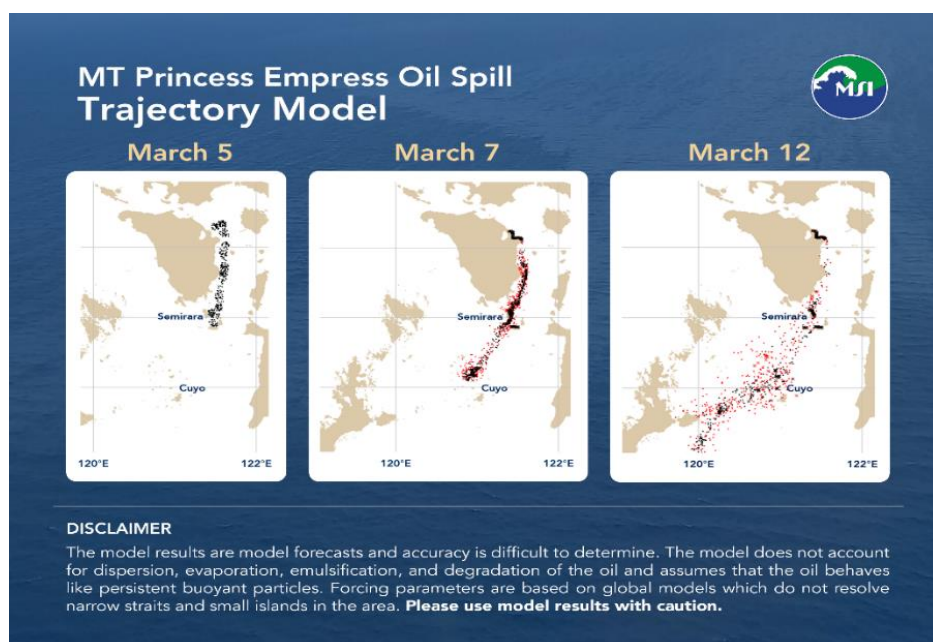 MT Princess Empress Oil Spill
Trajectory Model
MSI
March 5
March 7
March 12
Semirara
Cuyo
120°E
122°E
Semirara
Cuyo
120°E
122°E
Semirara
Cuyo
120°E
122°E
DISCLAIMER
The model results are model forecasts and accuracy is difficult to determine. The model does not account
for dispersion, evaporation, emulsification, and degradation of the oil and assumes that the oil behaves
like persistent buoyant particles. Forcing parameters are based on global models which do not resolve
narrow straits and small islands in the area. Please use model results with caution.